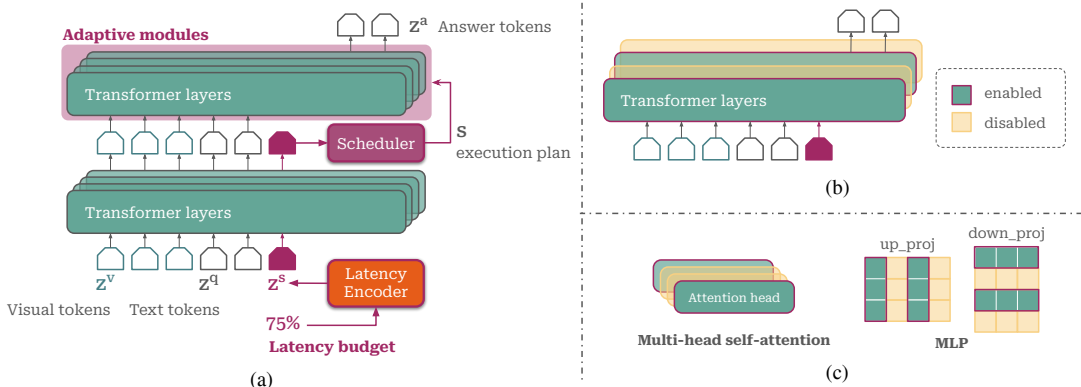 Adaptive modules
z^a Answer tokens
Transformer layers
Scheduler
s
execution plan
Transformer layers
z^v
z^q
z^s
Latency
Encoder
Visual tokens
Text tokens
75%
Latency budget
(a)
Transformer layers
enabled
disabled
(b)
Attention head
Multi-head self-attention
up_proj
down_proj
MLP
(c)